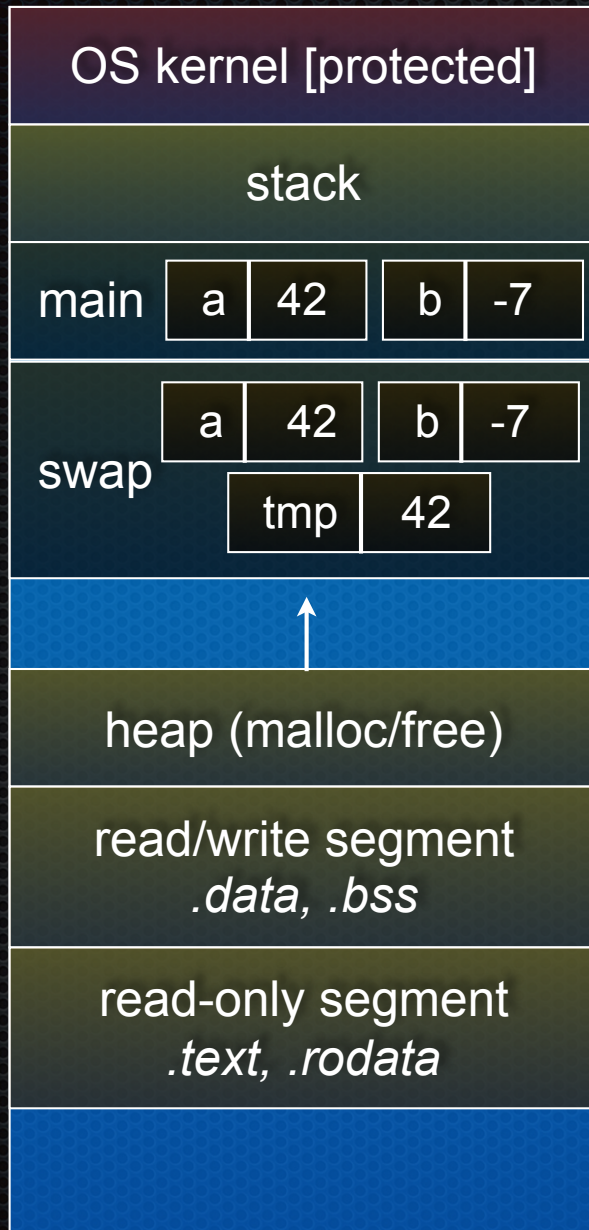 OS kernel [protected]
stack
main a 42 b -7
a 42 b -7
swap
tmp 42
heap (malloc/free)
read/write segment
.data, .bss
read-only segment
.text, .rodata